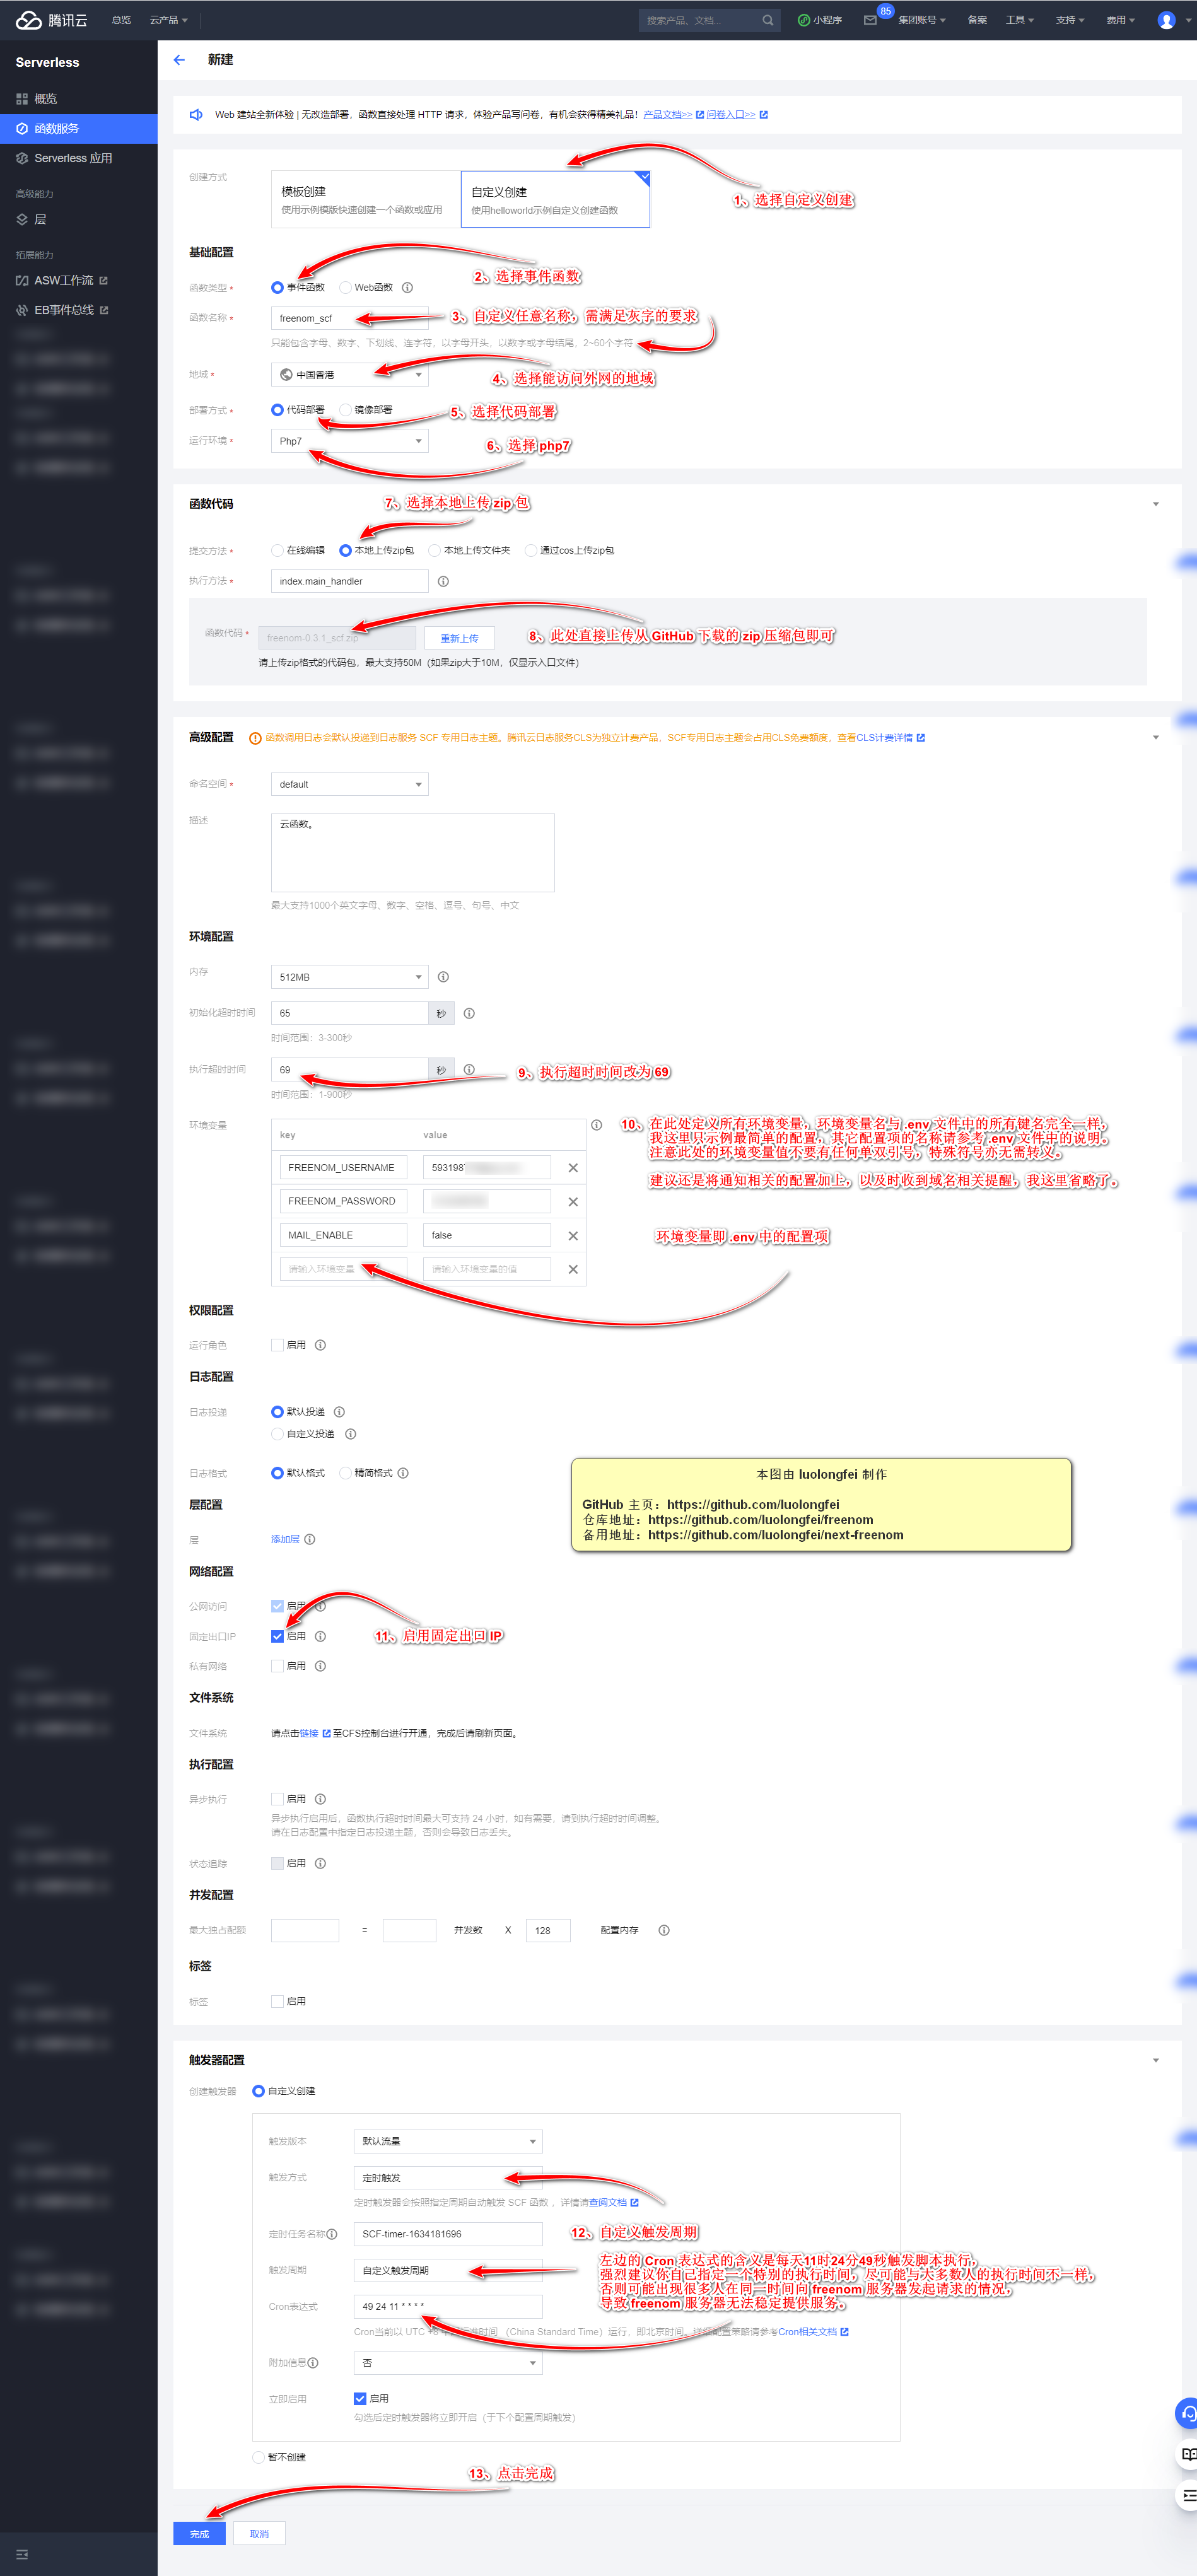 腾讯云 总览 云产品 搜索产品、文档... 小程序 85 集团账号 备案 工具 支持 费用
Serverless
新建
概览
函数服务
Serverless 应用
高级能力
层
拓展能力
ASW工作流
EB事件总线
Web 建站全新体验 | 无改造部署，函数直接处理 HTTP 请求，体验产品写问卷，有机会获得精美礼品！产品文档>> 问卷入口>>
创建方式
模板创建
使用示例模版快速创建一个函数或应用
自定义创建
使用helloworld示例自定义创建函数
1、选择自定义创建
基础配置
2、选择事件函数
函数类型* 事件函数 Web函数
函数名称* freenom_scf
3、自定义任意名称，需满足灰字的要求
只能包含字母、数字、下划线、连字符，以字母开头，以数字或字母结尾，2~60个字符
地域* 中国香港
4、选择能访问外网的地域
部署方式* 代码部署 镜像部署
5、选择代码部署
运行环境* Php7
6、选择 php7
函数代码
7、选择本地上传 zip 包
提交方法* 在线编辑 本地上传zip包 本地上传文件夹 通过cos上传zip包
执行方法* index.main_handler
函数代码* freenom-0.3.1_scf.zip 重新上传
8、此处直接上传从 GitHub 下载的 zip 压缩包即可
请上传zip格式的代码包，最大支持50M（如果zip大于10M，仅显示入口文件）
高级配置 函数调用日志会默认投递到日志服务 SCF 专用日志主题。腾讯云日志服务CLS为独立计费产品，SCF专用日志主题会占用CLS免费额度，查看CLS计费详情
命名空间* default
描述 云函数。
最大支持1000个英文字母、数字、空格、逗号、句号、中文
环境配置
内存 512MB
初始化超时时间 65 秒
时间范围：3-300秒
执行超时时间 69 秒
9、执行超时时间改为 69
时间范围：1-900秒
环境变量
key value
FREENOM_USERNAME 593198
FREENOM_PASSWORD
MAIL_ENABLE false
请输入环境变量 请输入环境变量的值
10、在此处定义所有环境变量，环境变量名与 .env 文件中的所有键名完全一样，
我这里只示例最简单的配置，其它配置项的名称请参考 .env 文件中的说明。
注意此处的环境变量值不要有任何单双引号，特殊符号亦无需转义。
建议还是将通知相关的配置加上，以及时收到域名相关提醒，我这里省略了。
环境变量即 .env 中的配置项
权限配置
运行角色 启用
日志配置
日志投递 默认投递
自定义投递
日志格式 默认格式 精简格式
层配置
层 添加层
本图由 luolongfei 制作
GitHub 主页：https://github.com/luolongfei
仓库地址：https://github.com/luolongfei/freenom
备用地址：https://github.com/luolongfei/next-freenom
网络配置
公网访问 启用
固定出口IP 启用
11、启用固定出口 IP
私有网络 启用
文件系统
文件系统 请点击链接 至CFS控制台进行开通，完成后请刷新页面。
执行配置
异步执行 启用
异步执行启用后，函数执行超时时间最大可支持 24 小时，如有需要，请到执行超时时间调整。
请在日志配置中指定日志投递主题，否则会导致日志丢失。
状态追踪 启用
并发配置
最大独占配额 = 并发数 X 128 配置内存
标签
标签 启用
触发器配置
创建触发器 自定义创建
触发版本 默认流量
触发方式 定时触发
定时触发器会按照指定周期自动触发 SCF 函数 ，详情请查阅文档
定时任务名称 SCF-timer-1634181696
12、自定义触发周期
触发周期 自定义触发周期
左边的 Cron 表达式的含义是每天11时24分49秒触发脚本执行，
强烈建议你自己指定一个特别的执行时间，尽可能与大多数人的执行时间不一样，
否则可能出现很多人在同一时间向 freenom 服务器发起请求的情况，
导致 freenom 服务器无法稳定提供服务。
Cron表达式 49 24 11 * * * *
Cron当前以 UTC +8 时间（China Standard Time）运行，即北京时间。详细配置策略请参考Cron相关文档
附加信息 否
立即启用 启用
勾选后定时触发器将立即开启（于下个配置周期触发）
暂不创建
13、点击完成
完成 取消